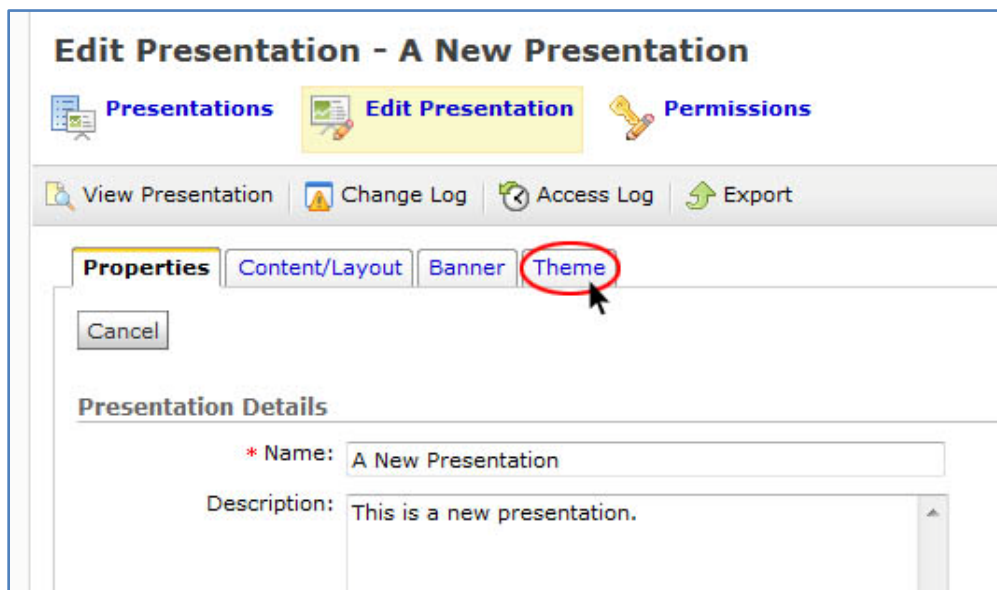 Edit Presentation - A New Presentation
Presentations Edit Presentation Permissions
View Presentation Change Log Access Log Export
Properties Content/Layout Banner Theme
Cancel
Presentation Details
* Name: A New Presentation
Description: This is a new presentation.